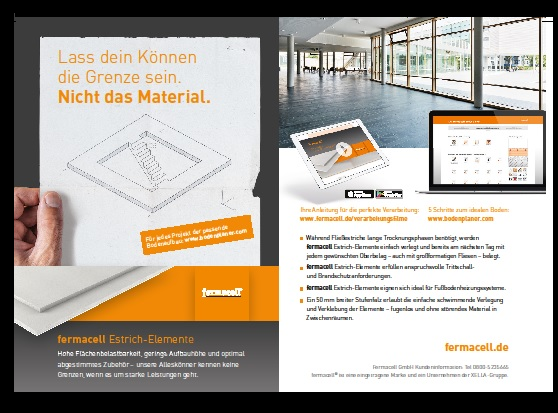 Lass dein Können
die Grenze sein.
Nicht das Material.
Für jedes Projekt der passende
Bodenaufbau: www.bodenplaner.com
fermacell
fermacell Estrich-Elemente
Hohe Flächenbelastbarkeit, geringe Aufbauhöhe und optimal
abgestimmtes Zubehör – unsere Alleskönner kennen keine
Grenzen, wenn es um starke Leistungen geht.
Ihre Anleitung für die perfekte Verarbeitung:
www.fermacell.de/verarbeitungsfilme
5 Schritte zum idealen Boden:
www.bodenplaner.com
Während Fließestriche lange Trocknungsphasen benötigt, werden
fermacell Estrich-Elemente einfach verlegt und bereits am nächsten Tag mit
jedem gewünschten Oberbelag – auch mit großformatigen Fliesen – belegt.
fermacell Estrich-Elemente erfüllen anspruchsvolle Trittschall-
und Brandschutzanforderungen.
fermacell Estrich-Elemente eignen sich ideal für Fußbodenheizungssysteme.
Ein 50 mm breiter Stufenfalz erlaubt die einfache schwimmende Verlegung
und Verklebung der Elemente – fugenlos und ohne störendes Material in
Zwischenräumen.
fermacell.de
Fermacell GmbH Kundeninformation: Tel 0800-5235665
fermacell® ist eine eingetragene Marke und ein Unternehmen der XELLA-Gruppe.